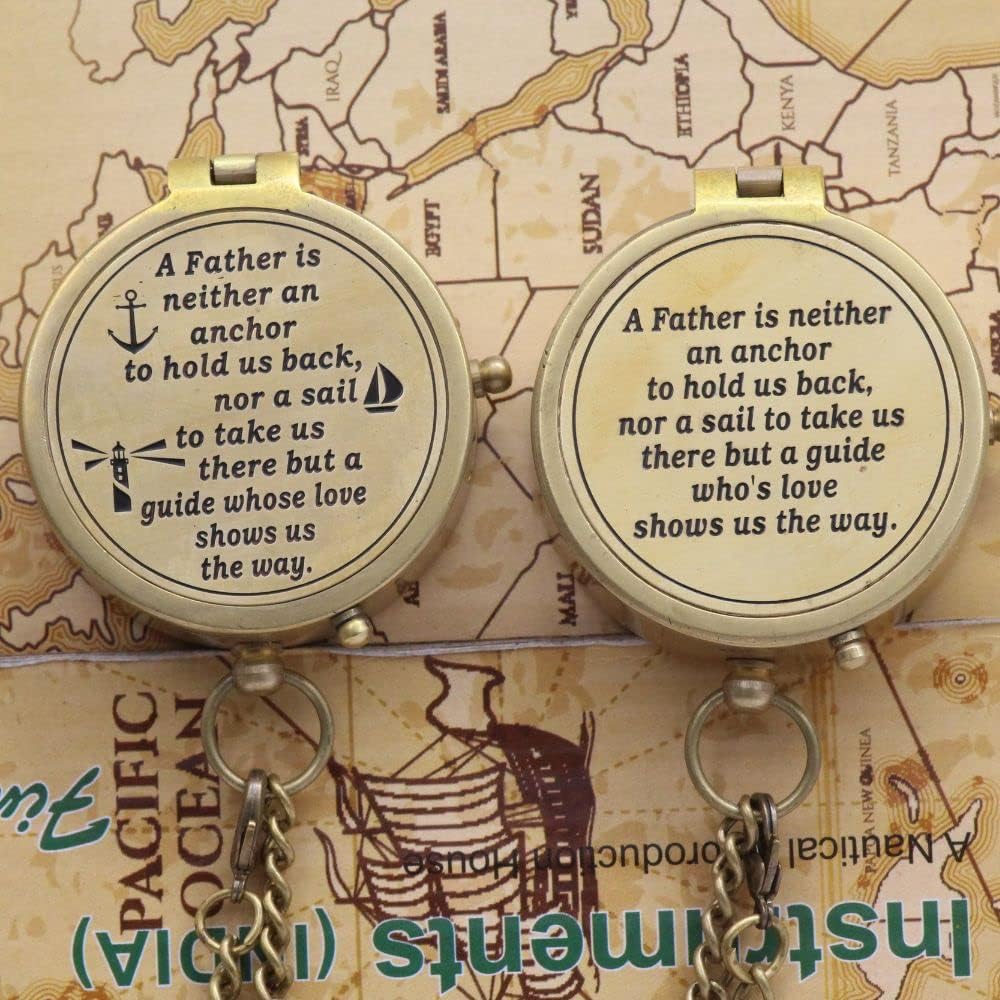 A Father is
neither an
anchor
to hold us back,
nor a sail
to take us
there but a
guide whose love
shows us
the way.
A Father is neither
an anchor
to hold us back,
nor a sail to take us
there but a guide
who's love
shows us the way.
IRAQ
SAUDI ARABIA
ETHIOPIA
KENYA
TANZANIA
EGYPT
SUDAN
MALI
PACIFIC
OCEAN
NEW GUINEA
A Nautical
House
Instruments (INDIA)